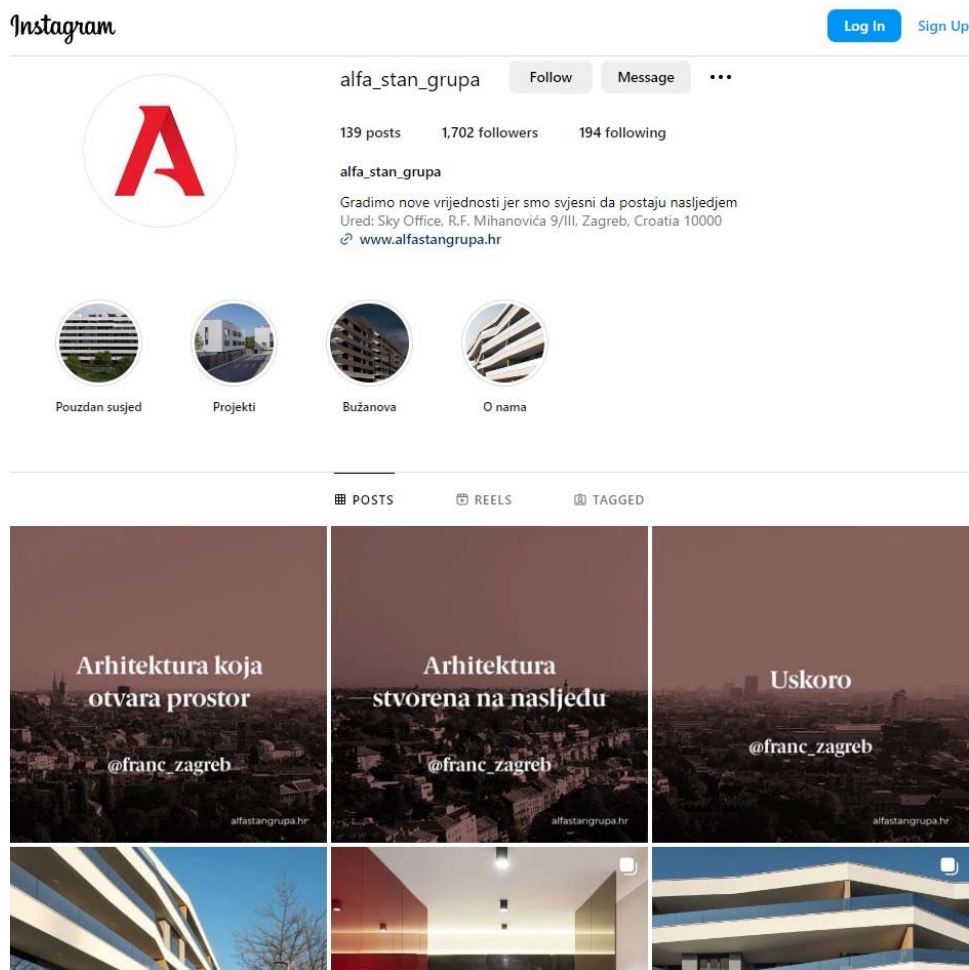 Instagram
Log In
Sign Up
alfa_stan_grupa
Follow
Message
139 posts
1,702 followers
194 following
alfa_stan_grupa
Gradimo nove vrijednosti jer smo svjesni da postaju nasljedjem
Ured: Sky Office, R.F. Mihanovića 9/III, Zagreb, Croatia 10000
www.alfastangrupa.hr
Pouzdan susjed
Projekti
Bužanova
O nama
POSTS
REELS
TAGGED
Arhitektura koja
otvara prostor
@franc_zagreb
alfastangrupa.hr
Arhitektura
stvorena na nasljeđu
@franc_zagreb
alfastangrupa.hr
Uskoro
@franc_zagreb
alfastangrupa.hr